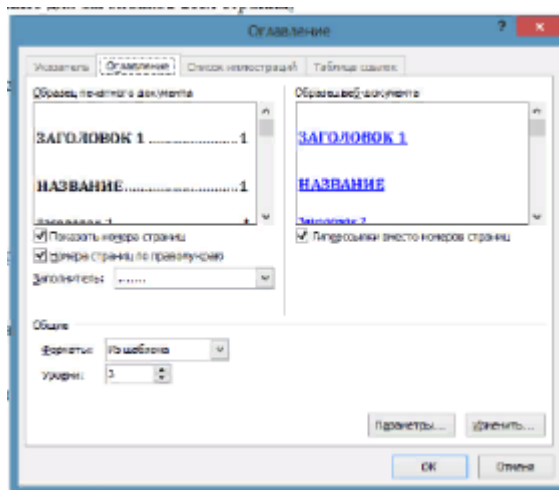 Оглавление
? ×
Указатель Оглавление Список иллюстраций Таблица ссылок
Образец печатного документа
ЗАГОЛОВОК 1 ........................ 1
НАЗВАНИЕ............................. 1
Образец веб-документа
ЗАГОЛОВОК 1
НАЗВАНИЕ
Заголовок 2
Показать номера страниц
Номера страниц по правому краю
Заполнитель: .......
Гиперссылки вместо номеров страниц
Общие
Форматы: Из шаблона
Уровни: 3
Параметры... Изменить...
ОК Отмена